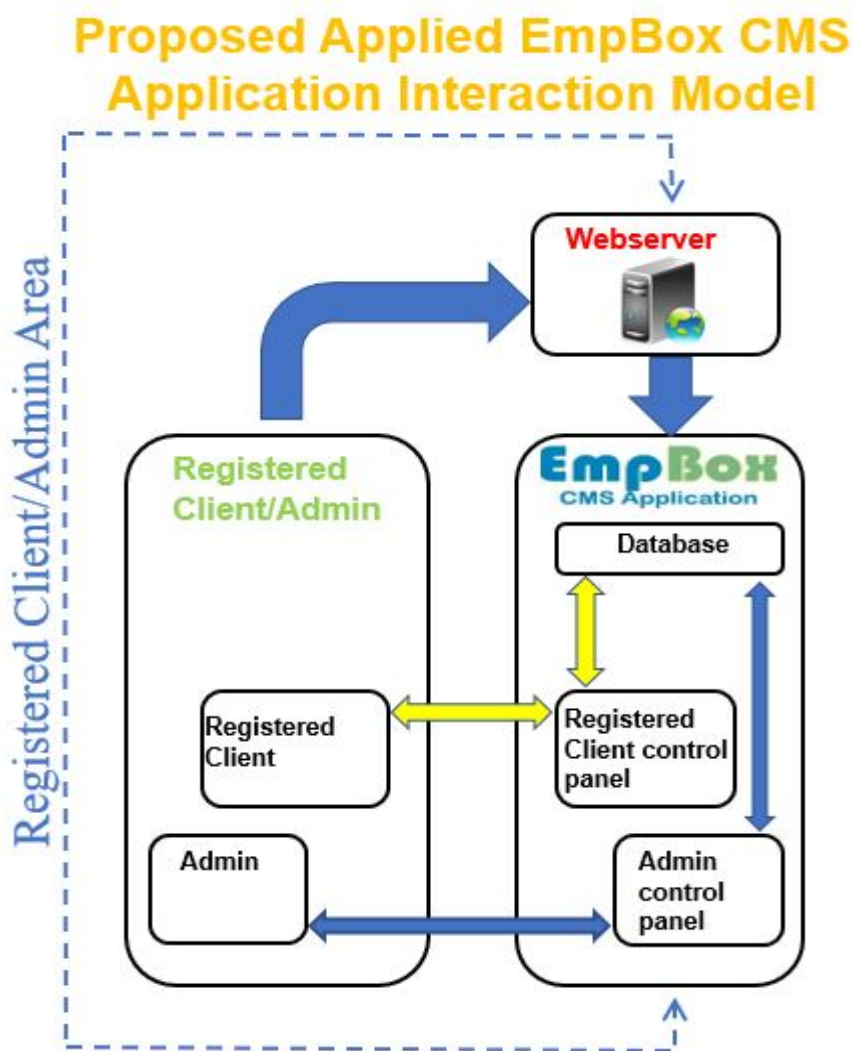 Proposed Applied EmpBox CMS
Application Interaction Model
Registered Client/Admin Area
Webserver
Registered
Client/Admin
EmpBox
CMS Application
Database
Registered
Client
Registered
Client control
panel
Admin
Admin
control
panel